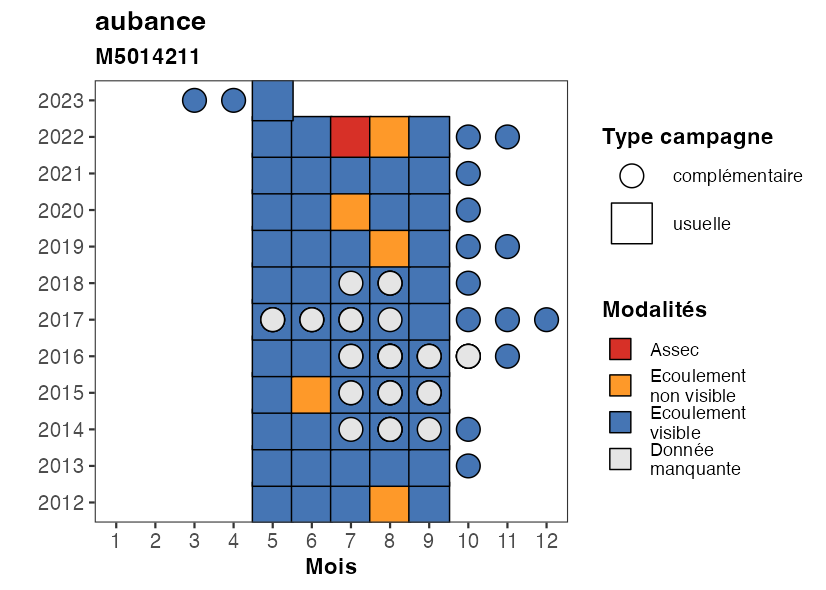 aubance
M5014211
2023
2022
2021
2020
2019
2018
2017
2016
2015
2014
2013
2012
1 2 3 4 5 6 7 8 9 10 11 12
Mois
Type campagne
complémentaire
usuelle
Modalités
Assec
Ecoulement
non visible
Ecoulement
visible
Donnée
manquante